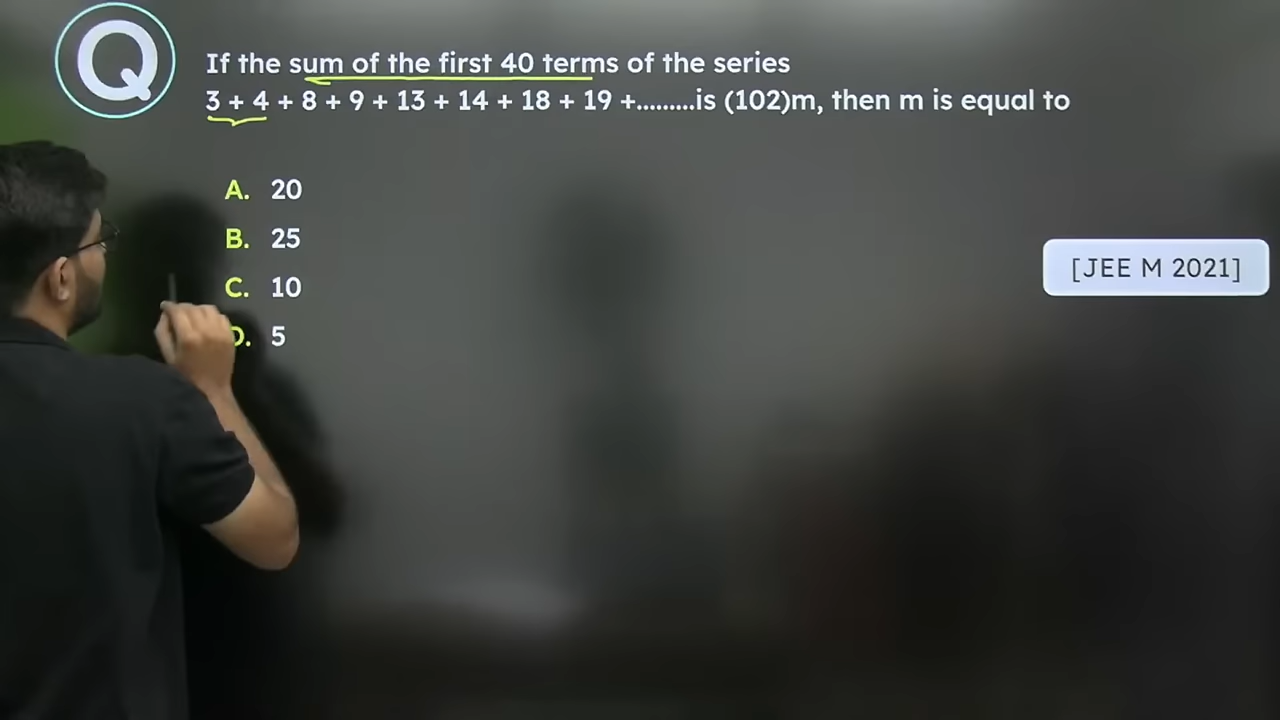 Q
If the sum of the first 40 terms of the series
3 + 4 + 8 + 9 + 13 + 14 + 18 + 19 +.........is (102)m, then m is equal to
A. 20
B. 25
C. 10
D. 5
[JEE M 2021]